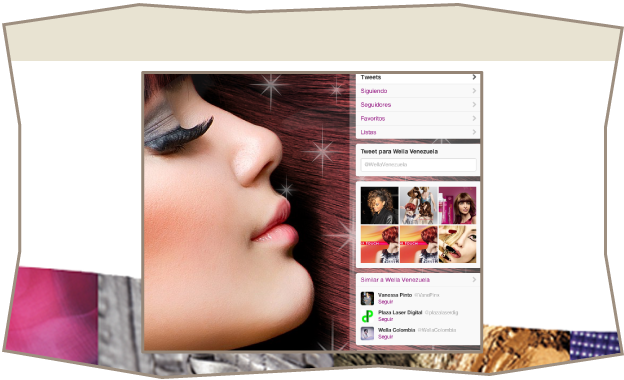 Tweets
Siguiendo
Seguidores
Favoritos
Listas
Tweet para Wella Venezuela
@WellaVenezuela
Similar a Wella Venezuela
Vanessa Pinto
Seguir
Plaza Laser Digital
Seguir
Wella Colombia @WellaColombia
Seguir